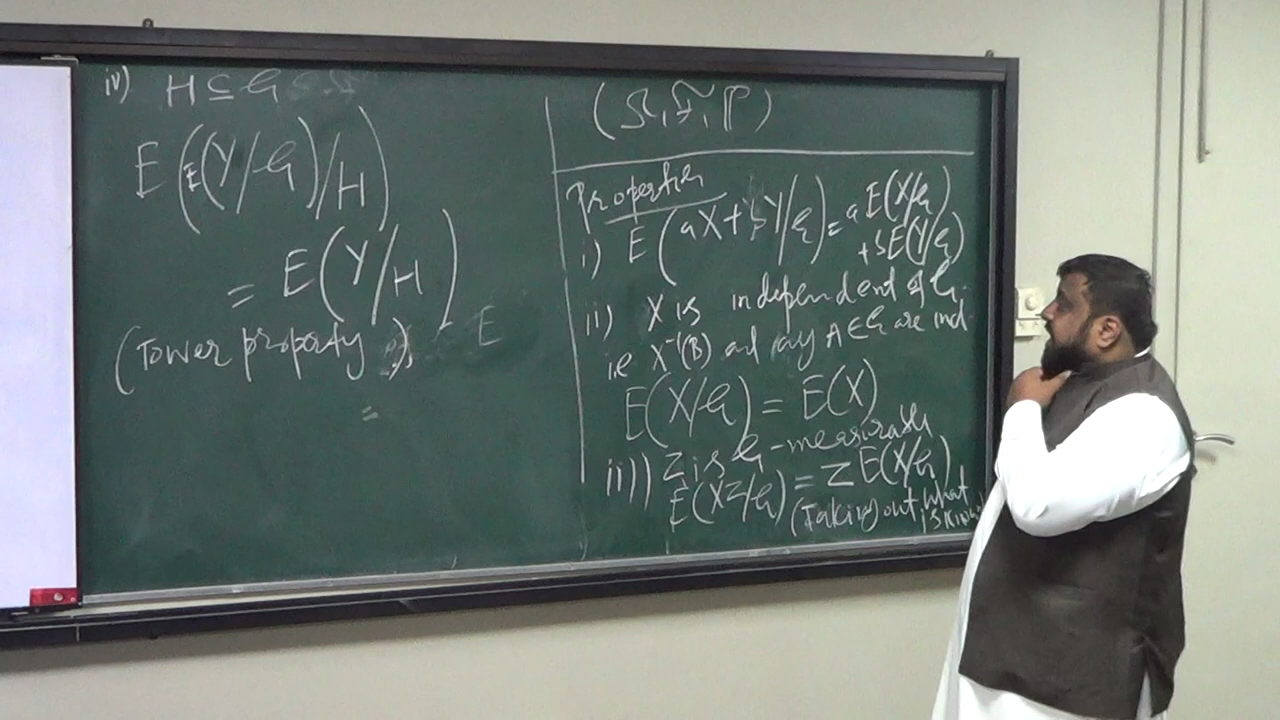 iv) H ⊆ G
E(E(Y/G)/H)
= E(Y/H)
(Tower property)
E
=
(Ω, F, P)
Properties
i) E(aX+bY/G) = a E(X/G)
+ b E(Y/G)
ii) X is independent of G.
i.e X⁻¹(B) and any A ∈ G are ind.
E(X/G) = E(X)
iii) Z is G-measurable
E(XZ/G) = Z E(X/G)
(Taking out what
is known)